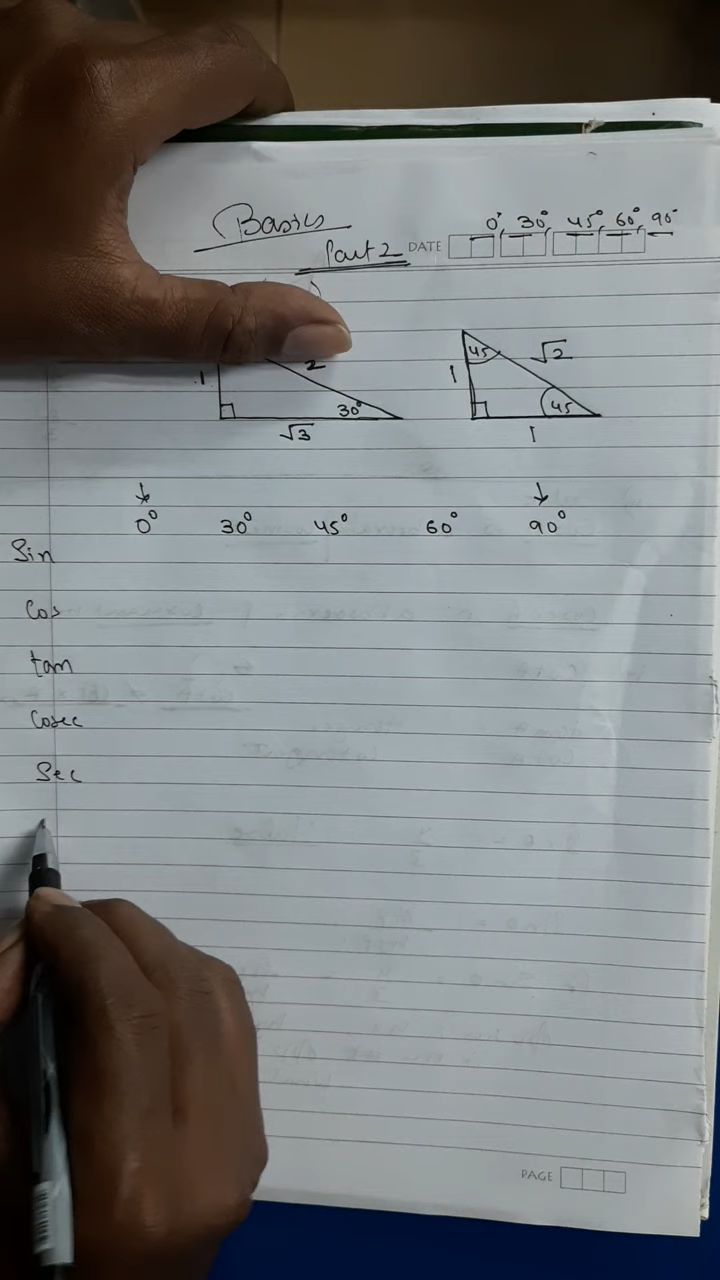 Basics
Part 2 DATE 0°, 30°, 45°, 60°, 90°
1 2 30° √3
45 √2 1 45 1
0° 30° 45° 60° 90°
Sin
Cos
tan
Cosec
Sec
PAGE